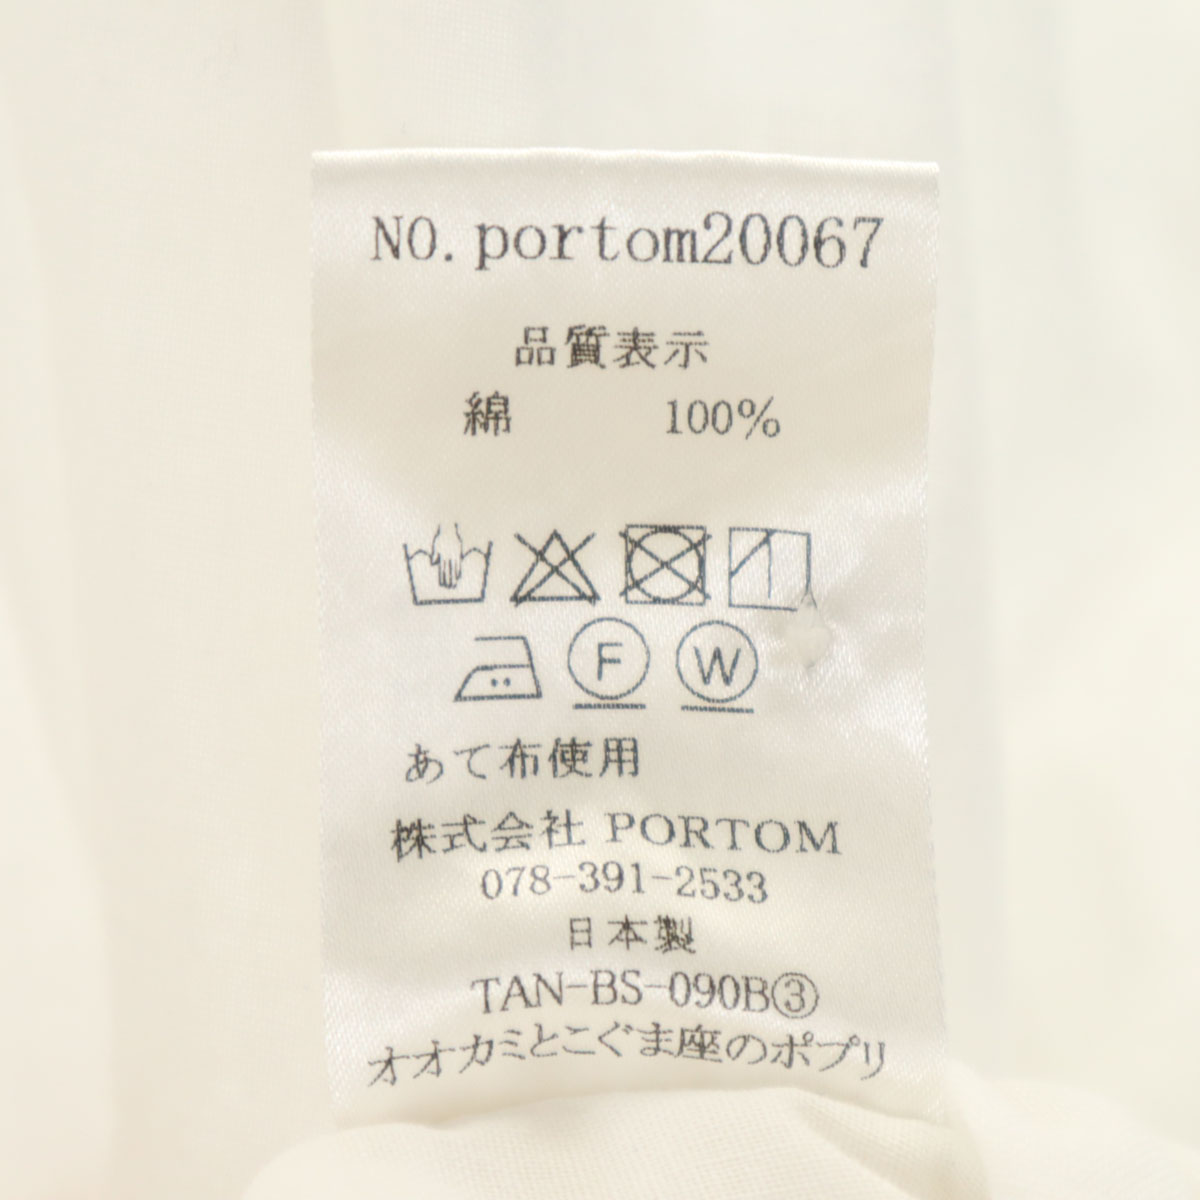 NO. portom20067
品質表示
綿 100%
F W
あて布使用
株式会社 PORTOM
078-391-2533
日本製
TAN-BS-090B③
オオカミとこぐま座のポプリ